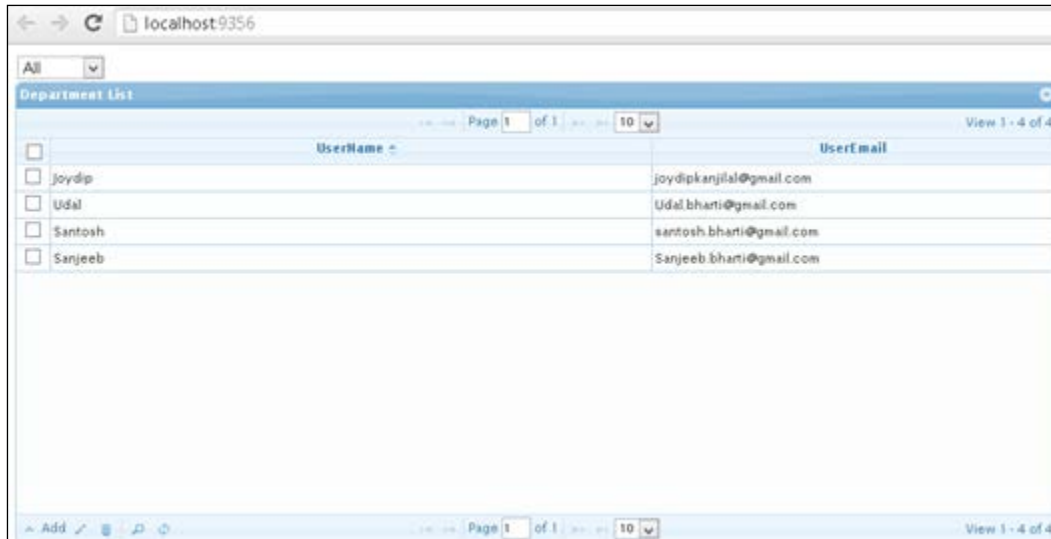 localhost:9356
All
Department List
Page 1 of 1 10 View 1 - 4 of 4
UserName UserEmail
Joydip joydipkanjilal@gmail.com
Udal Udal.bharti@gmail.com
Santosh santosh.bharti@gmail.com
Sanjeeb Sanjeeb.bharti@gmail.com
Add Page 1 of 1 10 View 1 - 4 of 4